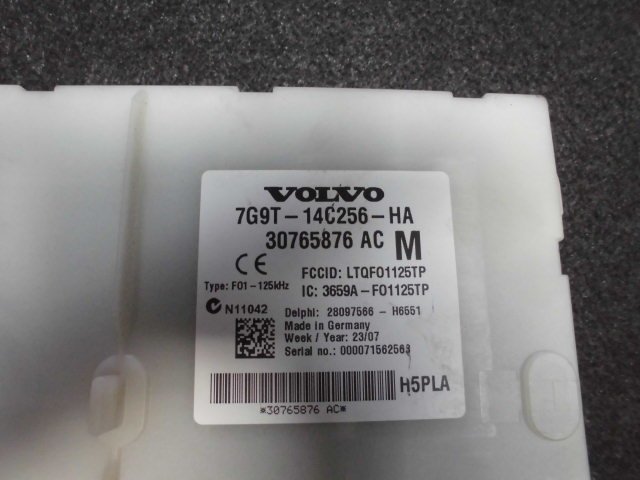 VOLVO
7G9T-14C256-HA
30765876 AC M
CE FCCID: LTQFO1125TP
Type: FO1-125kHz IC: 3659A-FO1125TP
N11042 Delphi: 28097566 - H6551
Made in Germany
Week / Year: 23/07
Serial no.: 000071562563
H5PLA
*30765876 AC*